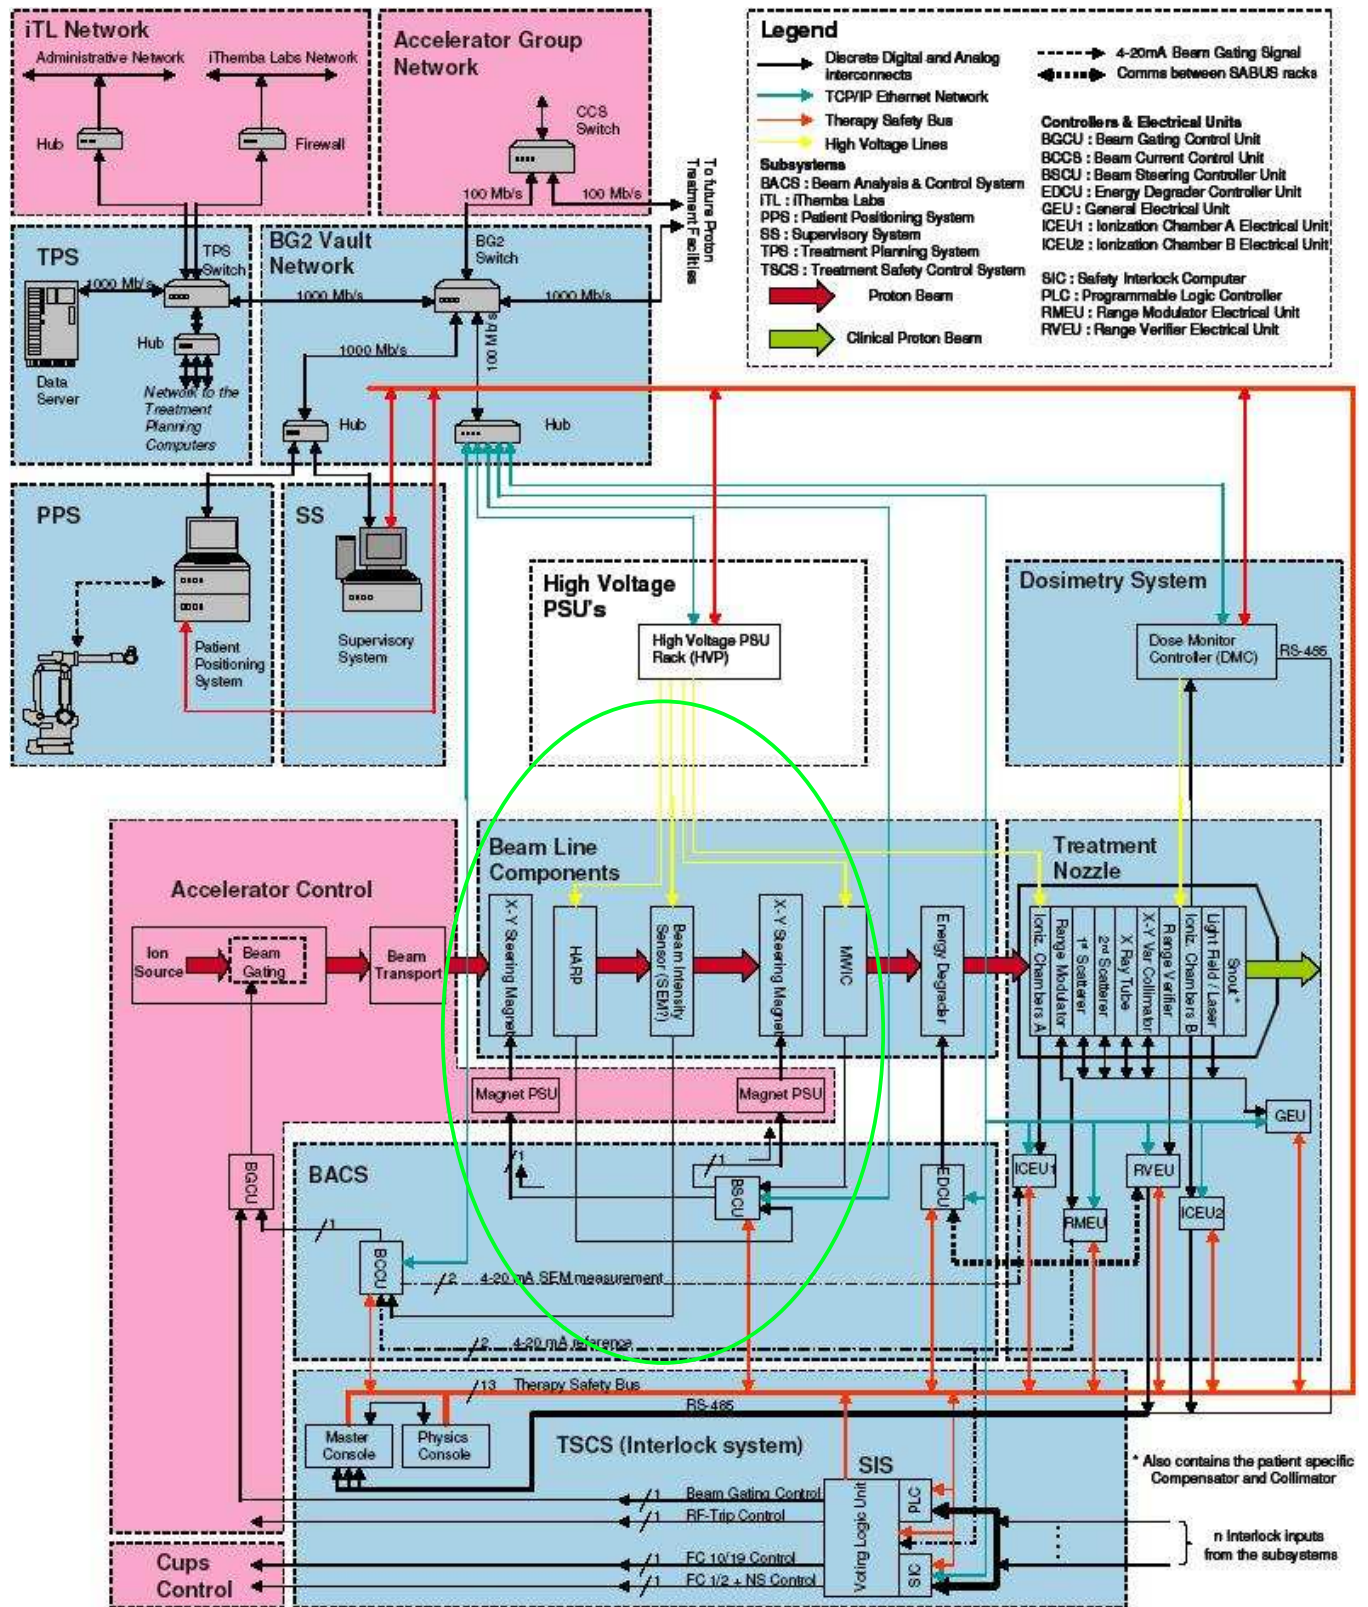 iTL Network
Administrative Network
iThemba Labs Network
Hub
Firewall
Accelerator Group
Network
CCS
Switch
100 Mb/s
100 Mb/s
To future Proton
Treatment Facilities
Legend
Discrete Digital and Analog
Interconnects
TCP/IP Ethernet Network
Therapy Safety Bus
High Voltage Lines
4-20mA Beam Gating Signal
Comms between SABUS racks
Subsystems
BACS : Beam Analysis & Control System
iTL : iThemba Labs
PPS : Patient Positioning System
SS : Supervisory System
TPS : Treatment Planning System
TSCS : Treatment Safety Control System
Proton Beam
Clinical Proton Beam
Controllers & Electrical Units
BGCU : Beam Gating Control Unit
BCCS : Beam Current Control Unit
BSCU : Beam Steering Controller Unit
EDCU : Energy Degrader Controller Unit
GEU : General Electrical Unit
ICEU1 : Ionization Chamber A Electrical Unit
ICEU2 : Ionization Chamber B Electrical Unit
SIC : Safety Interlock Computer
PLC : Programmable Logic Controller
RMEU : Range Modulator Electrical Unit
RVEU : Range Verifier Electrical Unit
TPS
TPS
Switch
1000 Mb/s
Hub
Data
Server
Network to the
Treatment
Planning
Computers
BG2 Vault
Network
BG2
Switch
1000 Mb/s
1000 Mb/s
1000 Mb/s
100 Mb/s
Hub
Hub
PPS
Patient
Positioning
System
SS
Supervisory
System
High Voltage
PSU's
High Voltage PSU
Rack (HVP)
Dosimetry System
Dose Monitor
Controller (DMC)
RS-485
Accelerator Control
Ion
Source
Beam
Gating
Beam
Transport
Beam Line
Components
X-Y Steering Magnet
HARP
Beam Intensity
Sensor (SEM?)
X-Y Steering Magnet
MWIC
Energy Degrader
Treatment
Nozzle
Ioniz. Chambers A
Range Modulator
1st Scatterer
2nd Scatterer
X Ray Tube
X-Y Var Collimator
Range Verifier
Ioniz. Chambers B
Light Field / Laser
Snout *
Magnet PSU
Magnet PSU
GEU
BACS
BGCU
/1
BCCU
/1
/1
BSCU
EDCU
ICEU1
RVEU
RMEU
ICEU2
/2 4-20 mA SEM measurement
/2 4-20 mA reference
/13 Therapy Safety Bus
RS-485
Master
Console
Physics
Console
TSCS (Interlock system)
SIS
Voting Logic Unit
PLC
SIC
/1 Beam Gating Control
/1 RF-Trip Control
/1 FC 10/19 Control
/1 FC 1/2 + NS Control
Cups
Control
* Also contains the patient specific
Compensator and Collimator
n Interlock inputs
from the subsystems